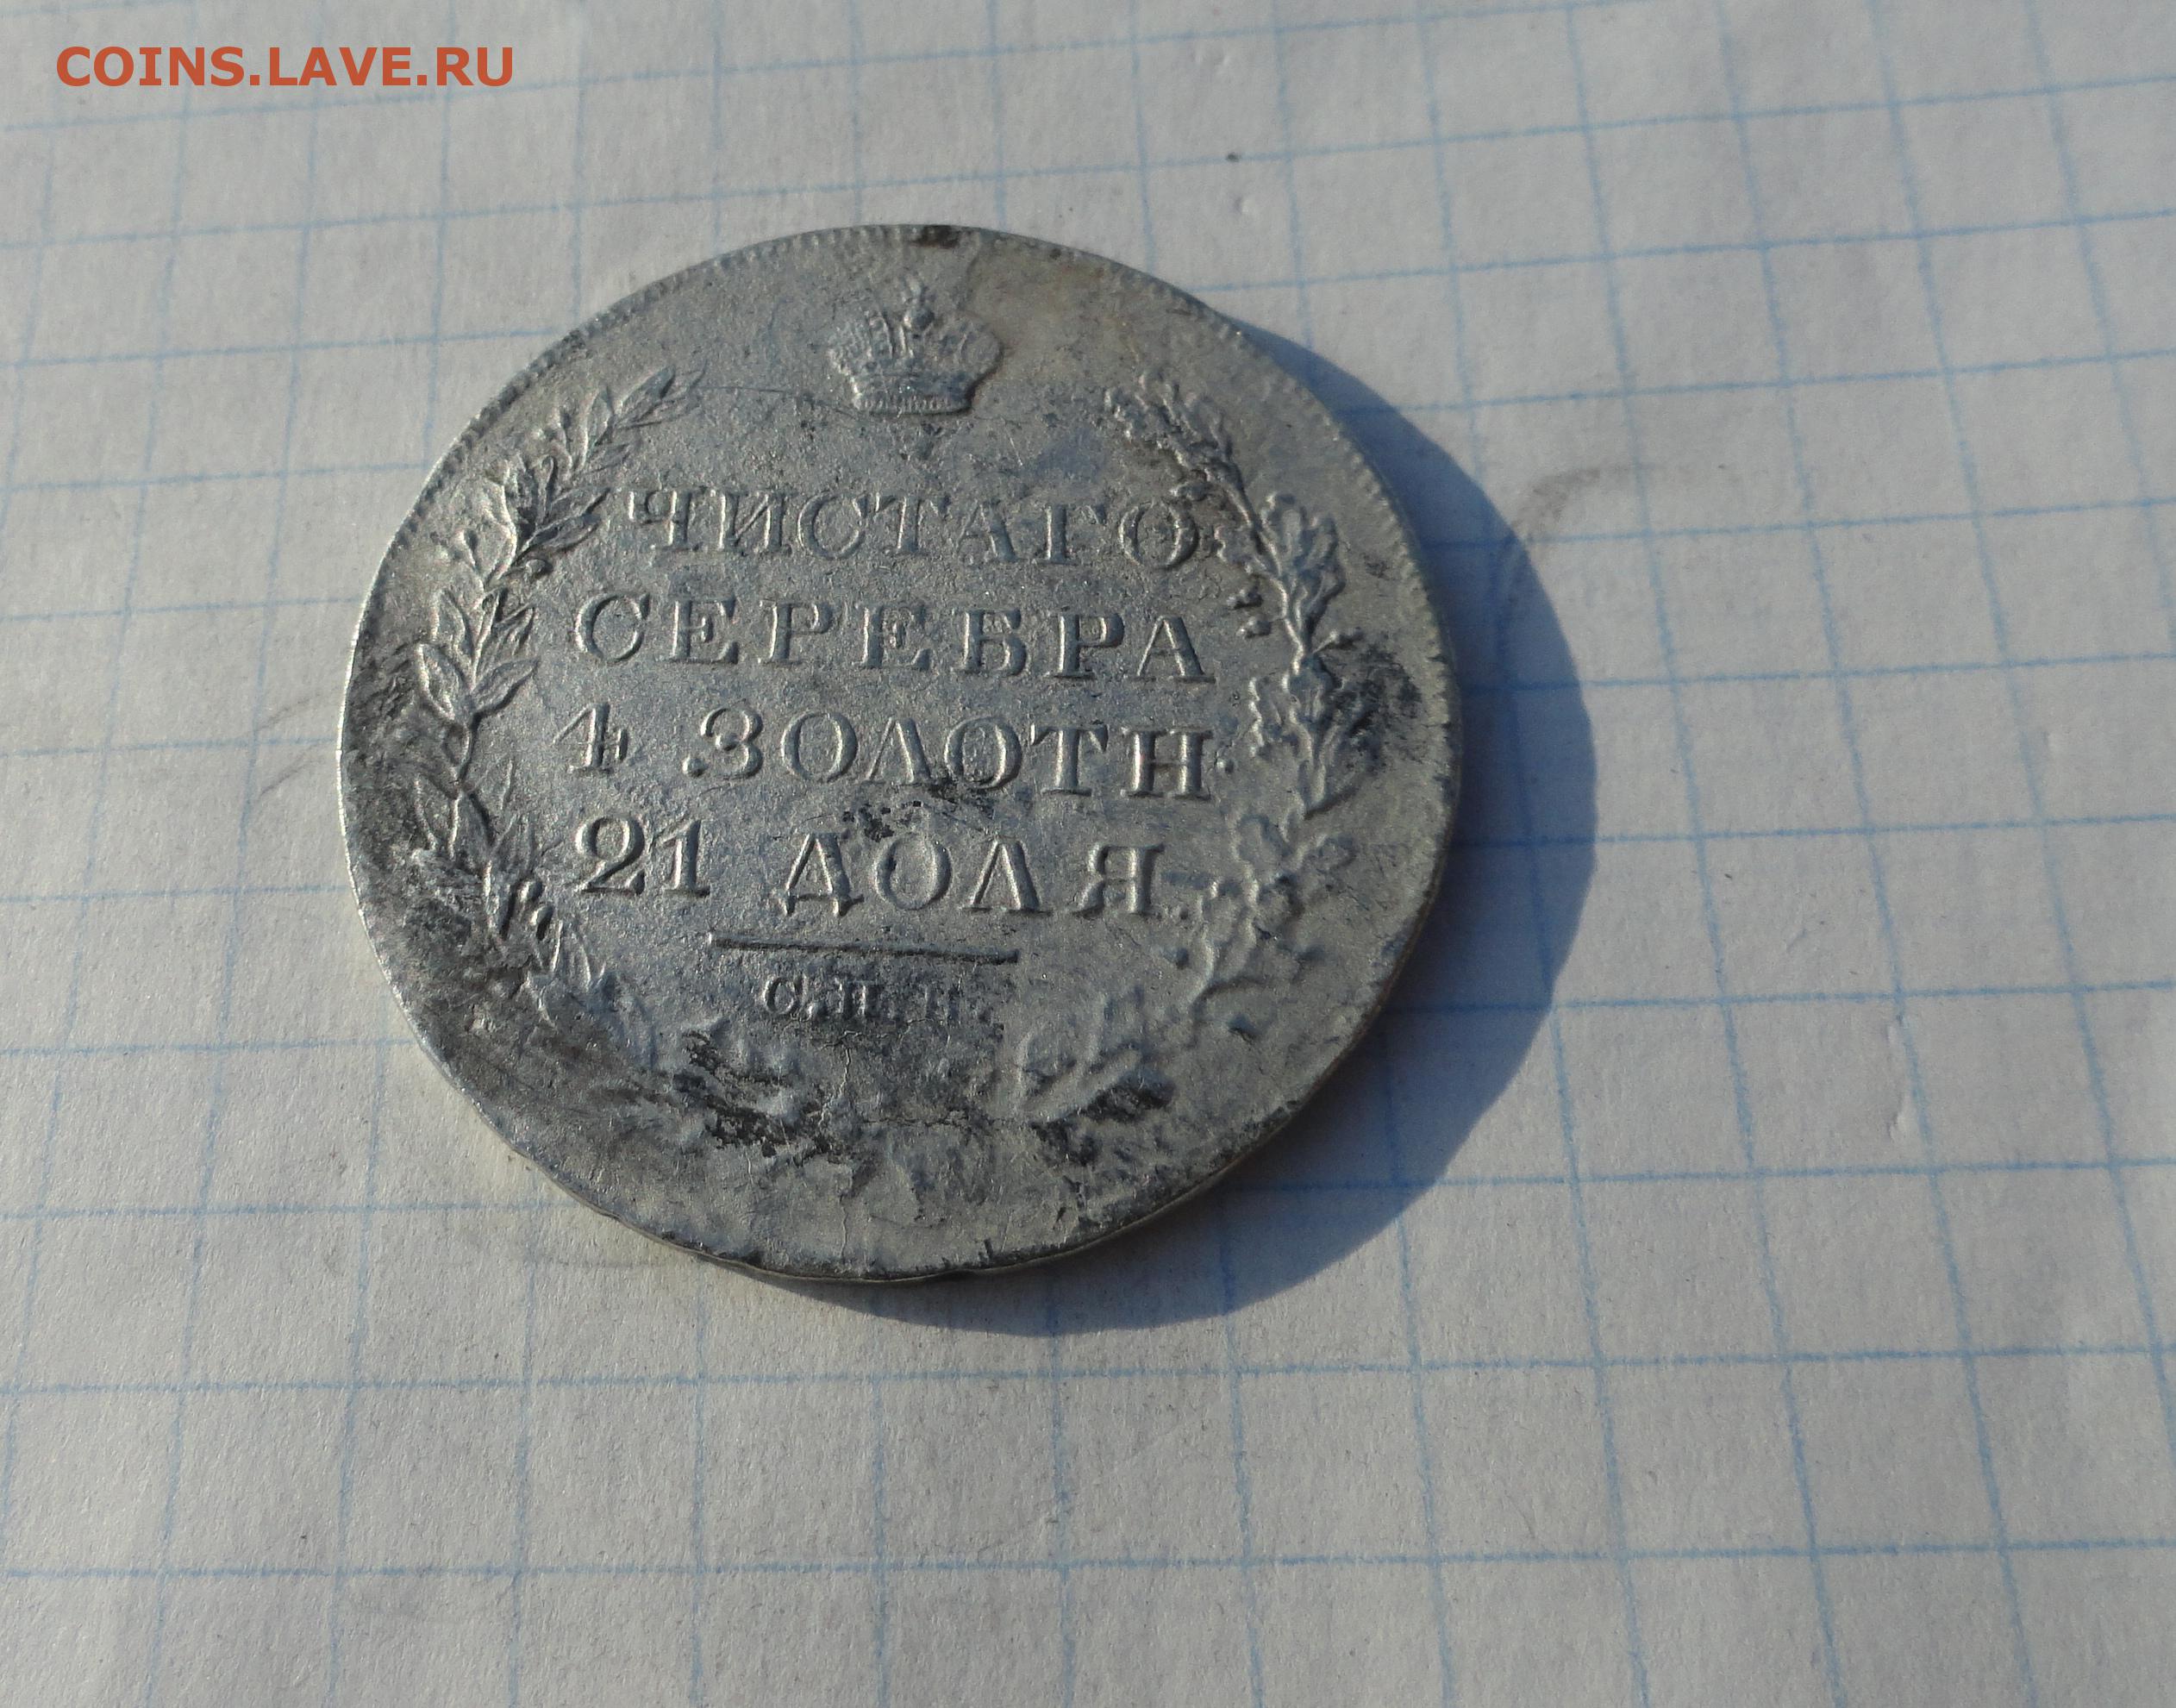 COINS.LAVE.RU
ЧИСТАГО
СЕРЕБРА
4 ЗОЛОТН.
21 ДОЛЯ.